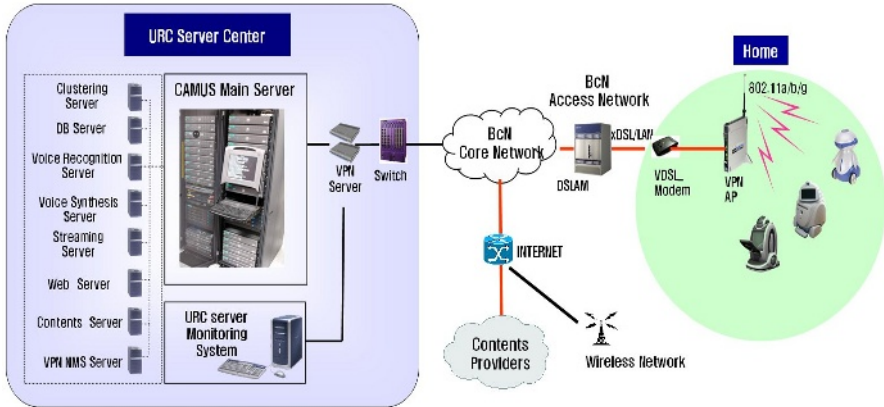 URC Server Center
Clustering
Server
DB Server
Voice Recognition
Server
Voice Synthesis
Server
Streaming
Server
Web Server
Contents Server
VPN NMS Server
CAMUS Main Server
URC server
Monitoring
System
VPN
Server
Switch
BcN
Core Network
BcN
Access Network
xDSL/LAN
DSLAM
INTERNET
Contents
Providers
Wireless Network
Home
802.11a/b/g
VDSL_
Modem
VPN
AP